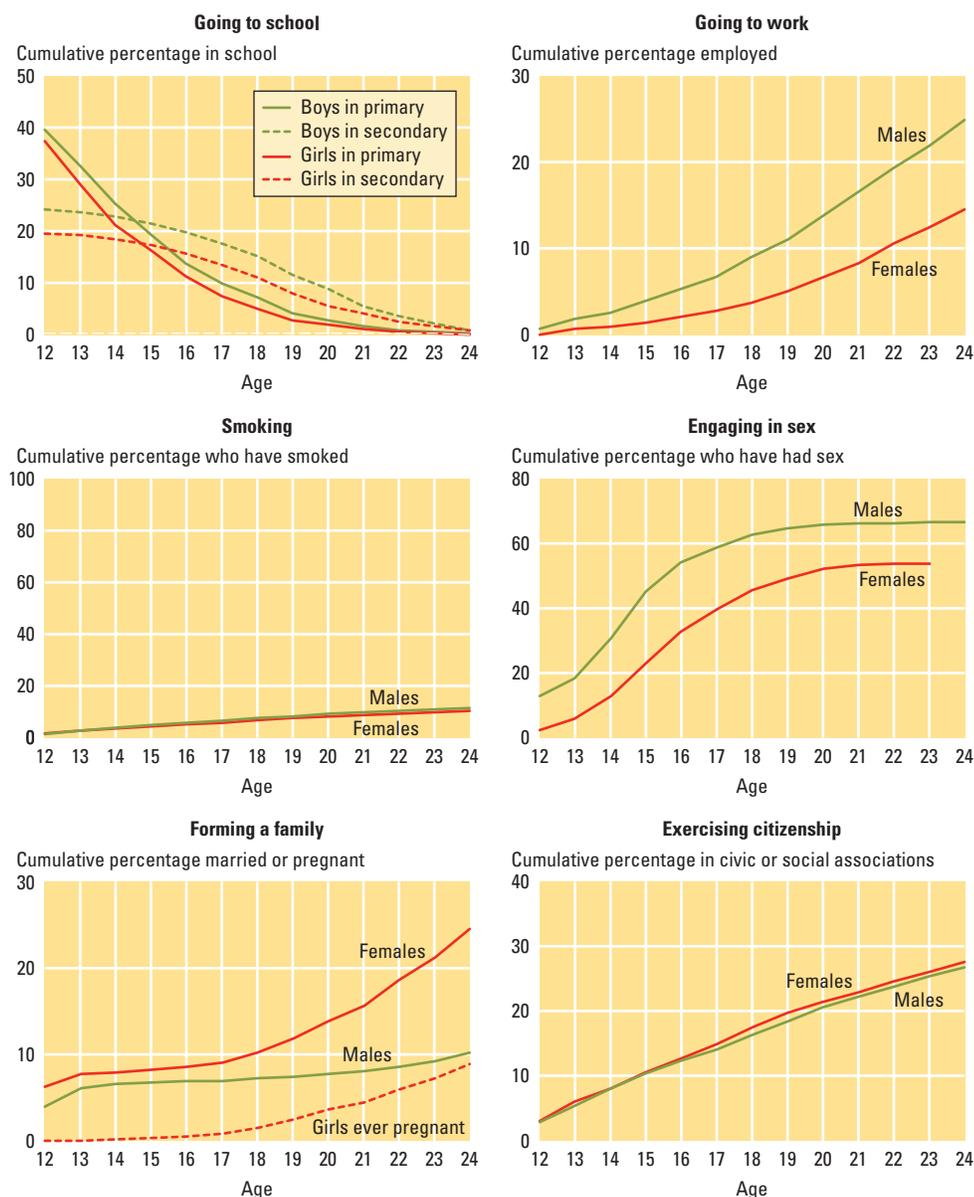 Going to school
Cumulative percentage in school
50
40
30
20
10
0
Boys in primary
Boys in secondary
Girls in primary
Girls in secondary
12 13 14 15 16 17 18 19 20 21 22 23 24
Age
Going to work
Cumulative percentage employed
30
20
10
0
Males
Females
12 13 14 15 16 17 18 19 20 21 22 23 24
Age
Smoking
Cumulative percentage who have smoked
100
80
60
40
20
0
Males
Females
12 13 14 15 16 17 18 19 20 21 22 23 24
Age
Engaging in sex
Cumulative percentage who have had sex
80
60
40
20
0
Males
Females
12 13 14 15 16 17 18 19 20 21 22 23 24
Age
Forming a family
Cumulative percentage married or pregnant
30
20
10
0
Females
Males
Girls ever pregnant
12 13 14 15 16 17 18 19 20 21 22 23 24
Age
Exercising citizenship
Cumulative percentage in civic or social associations
40
30
20
10
0
Females
Males
12 13 14 15 16 17 18 19 20 21 22 23 24
Age